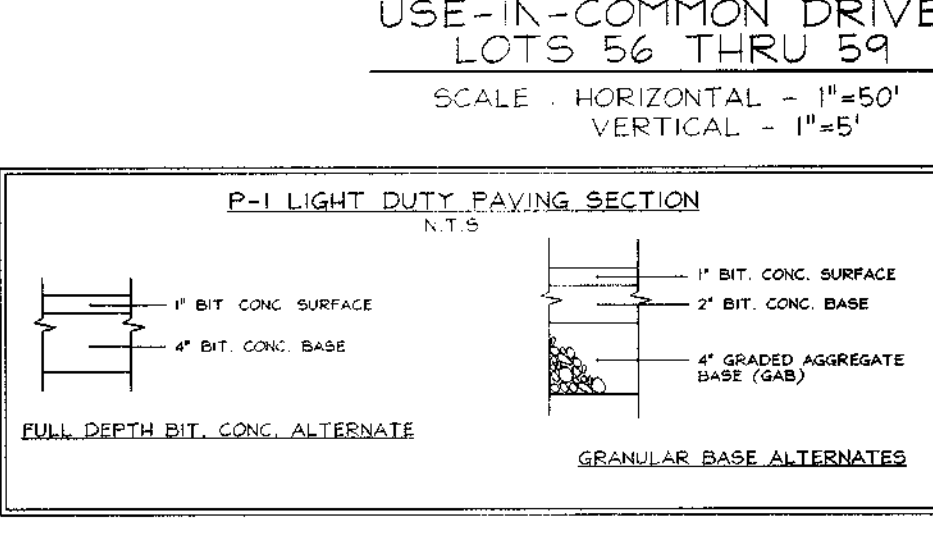 USE-IN-COMMON DRIVE
LOTS 56 THRU 59
SCALE . HORIZONTAL - 1"=50'
VERTICAL - 1"=5'
P-1 LIGHT DUTY PAVING SECTION
N.T.S
1" BIT CONC SURFACE
4" BIT. CONC. BASE
FULL DEPTH BIT. CONC. ALTERNATE
1" BIT. CONC. SURFACE
2" BIT. CONC. BASE
4" GRADED AGGREGATE
BASE (GAB)
GRANULAR BASE ALTERNATES